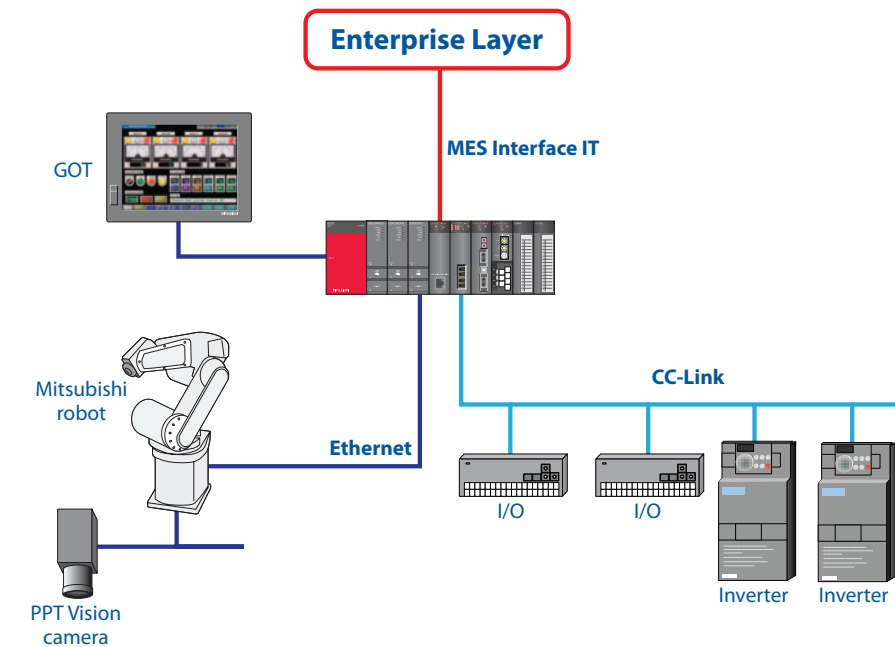 Enterprise Layer
MES Interface IT
GOT
CC-Link
Mitsubishi
robot
Ethernet
I/O
I/O
Inverter
Inverter
PPT Vision
camera